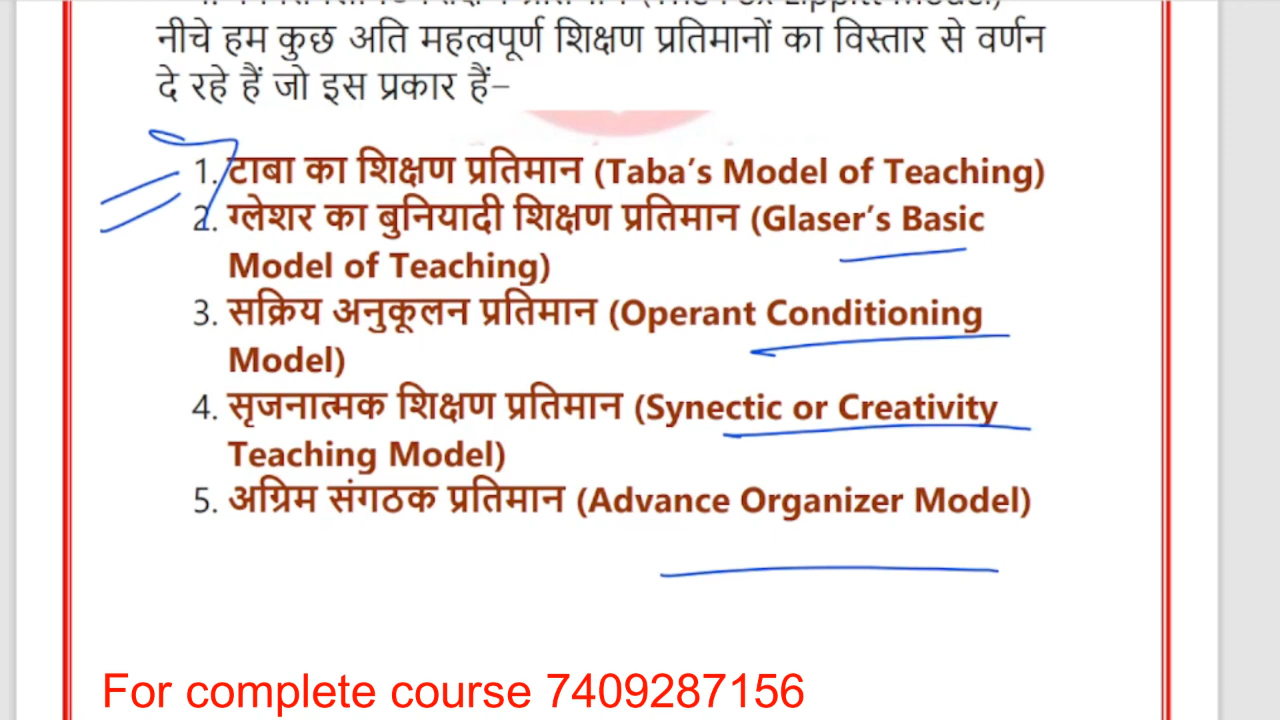 नीचे हम कुछ अति महत्वपूर्ण शिक्षण प्रतिमानों का विस्तार से वर्णन
दे रहे हैं जो इस प्रकार हैं–
1. टाबा का शिक्षण प्रतिमान (Taba’s Model of Teaching)
2. ग्लेशर का बुनियादी शिक्षण प्रतिमान (Glaser’s Basic
Model of Teaching)
3. सक्रिय अनुकूलन प्रतिमान (Operant Conditioning
Model)
4. सृजनात्मक शिक्षण प्रतिमान (Synectic or Creativity
Teaching Model)
5. अग्रिम संगठक प्रतिमान (Advance Organizer Model)
For complete course 7409287156